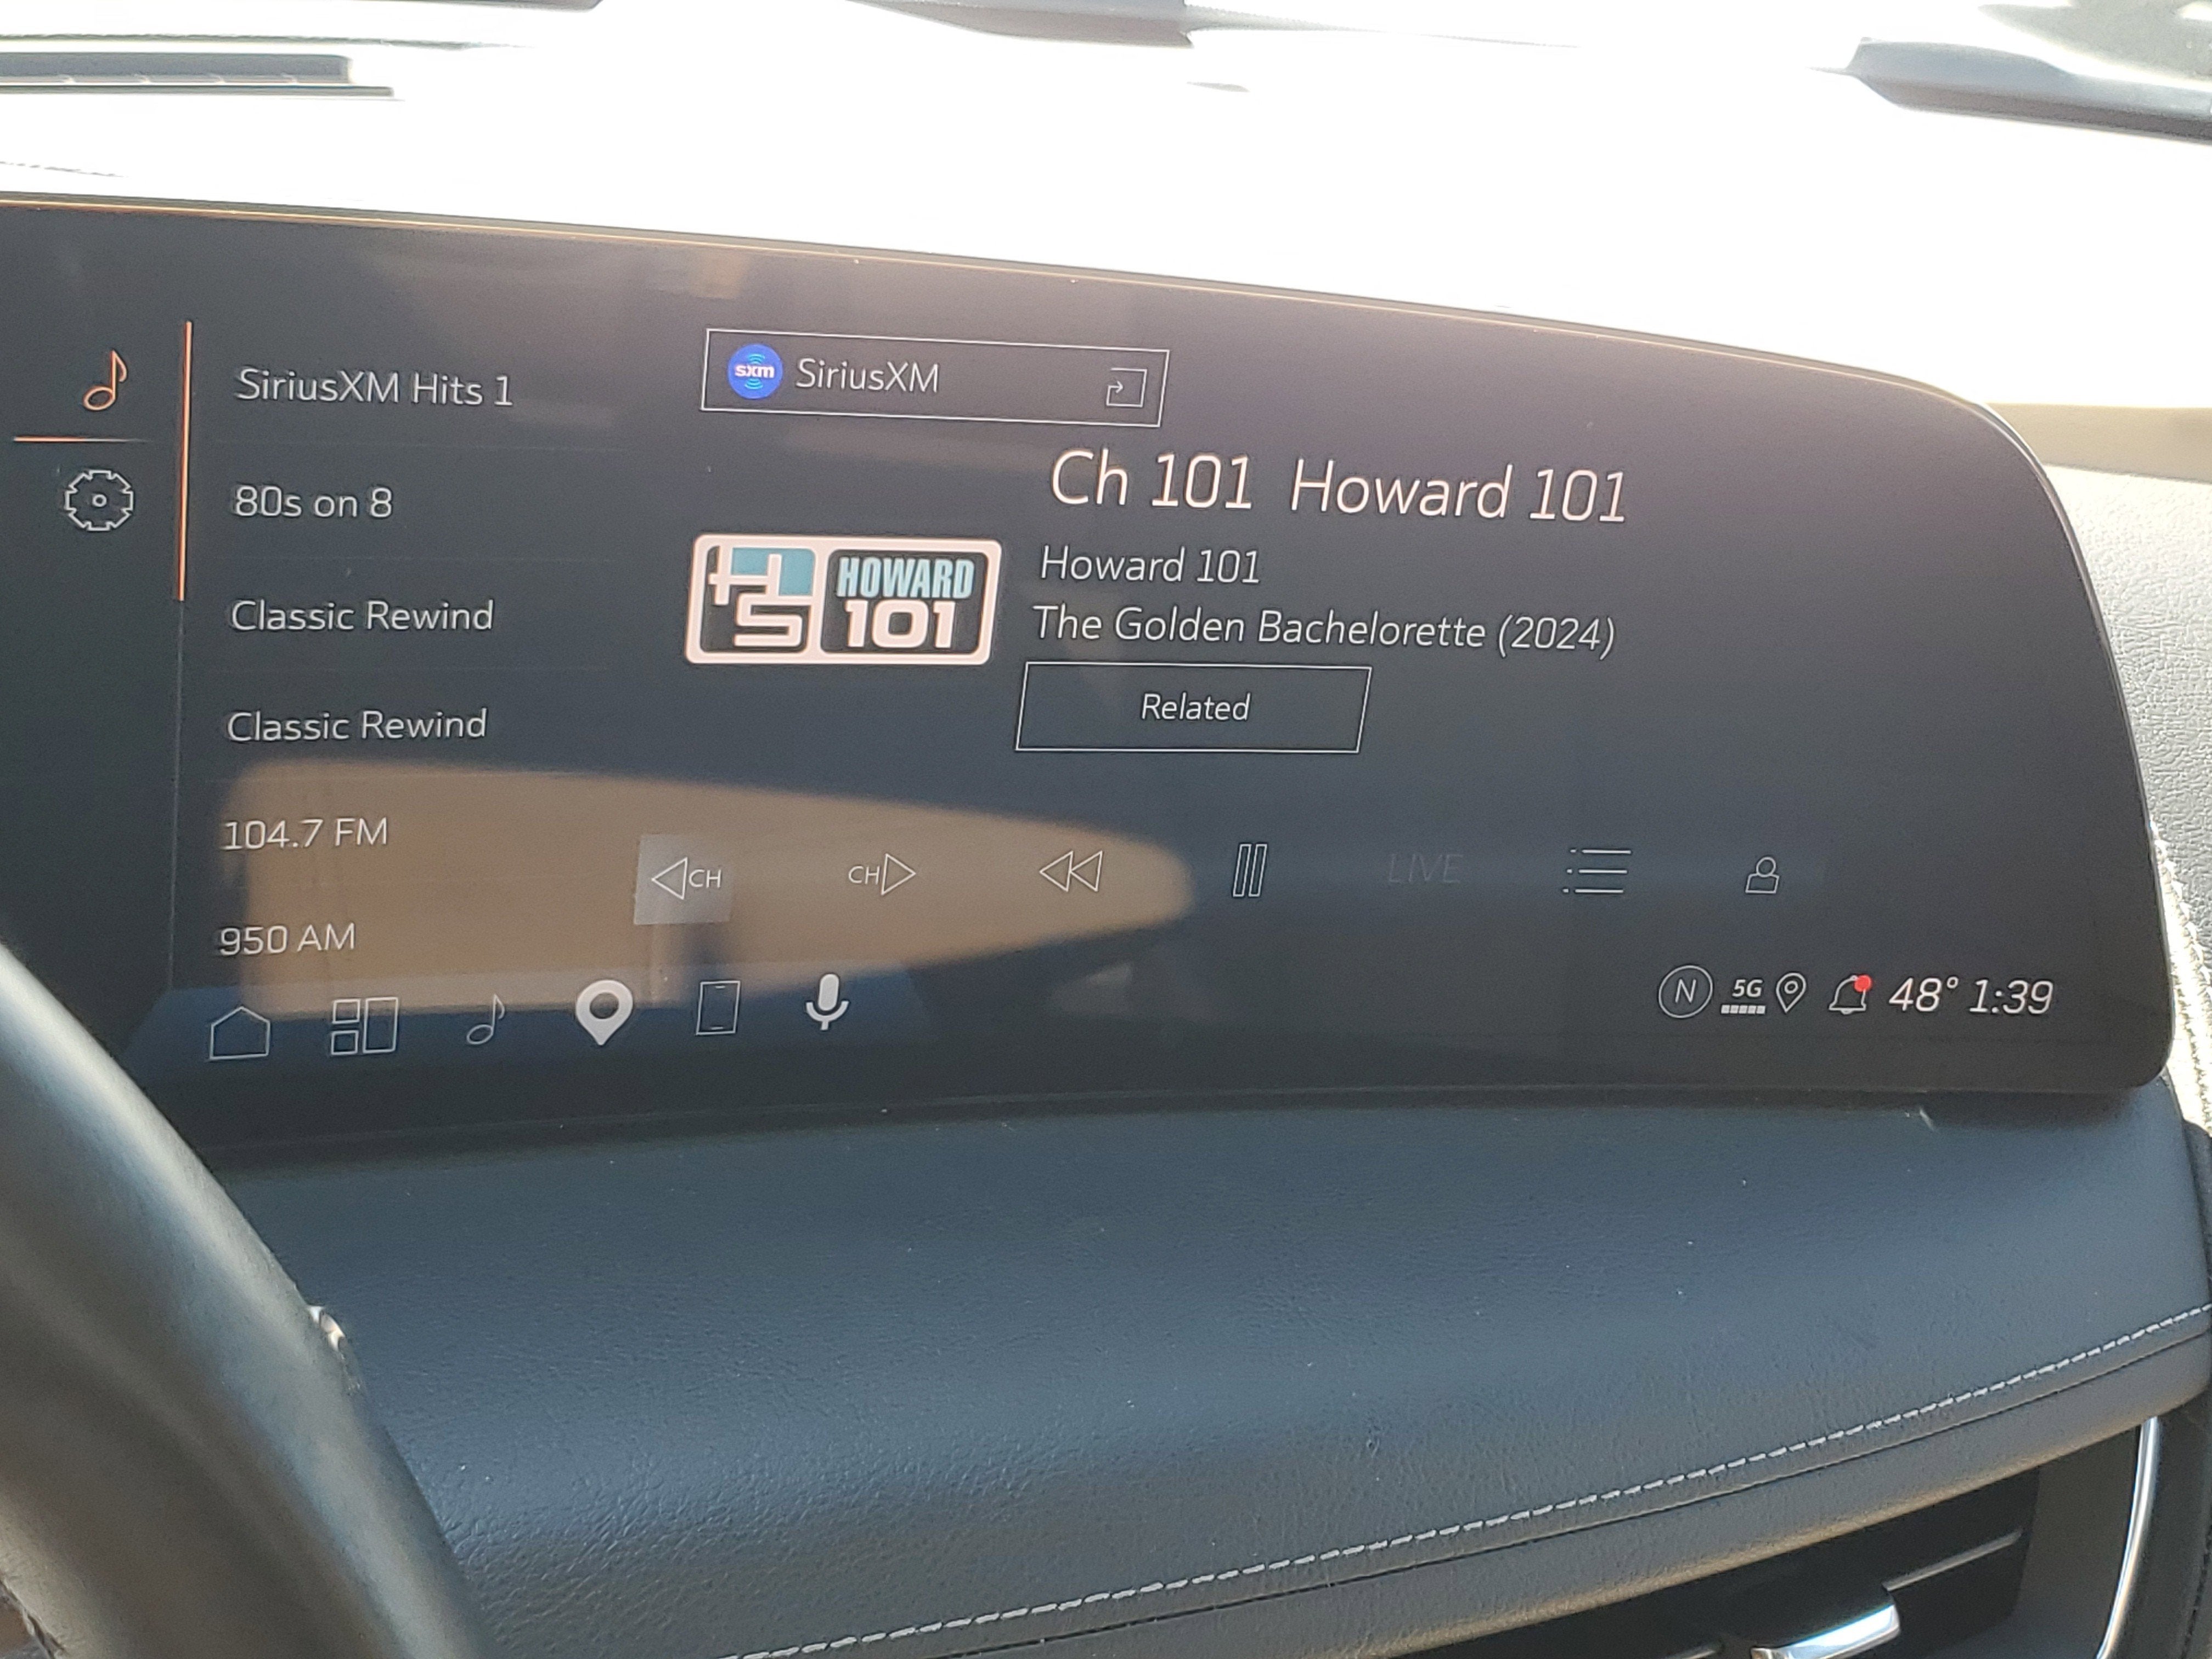 SiriusXM Hits 1
80s on 8
Classic Rewind
Classic Rewind
104.7 FM
950 AM
sxm SiriusXM
Ch 101 Howard 101
HS HOWARD 101
Howard 101
The Golden Bachelorette (2024)
Related
CH CH LIVE
N 5G 48° 1:39